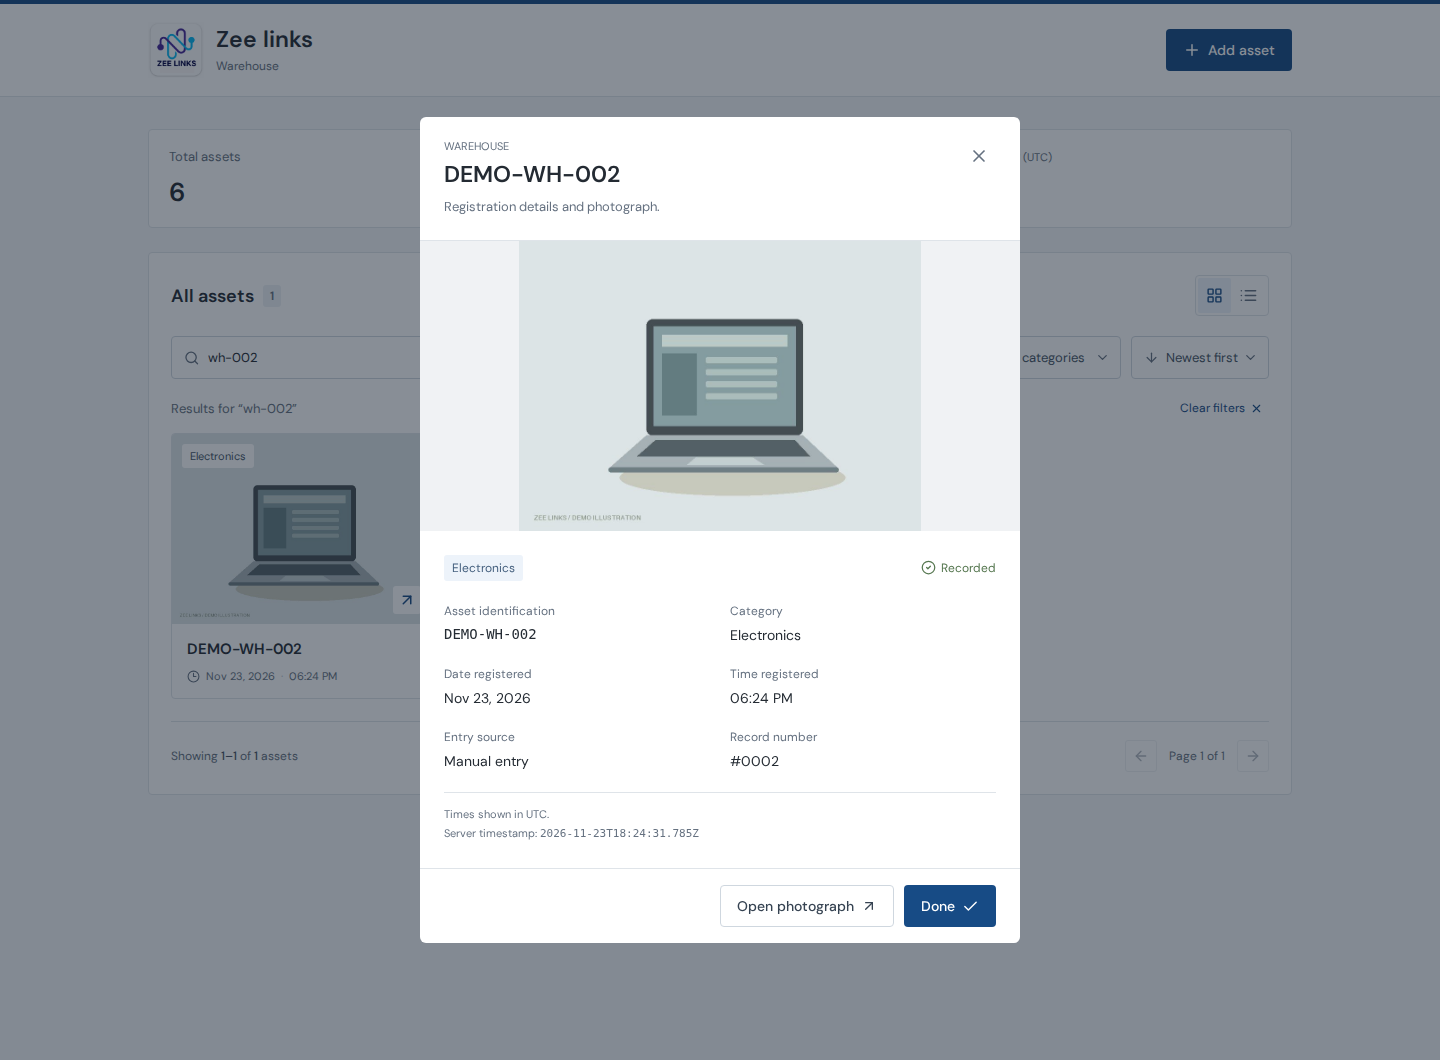 ZEE LINKS
Zee links
Warehouse
Add asset
Total assets
6
(UTC)
All assets 1
wh-002
categories
Newest first
Results for “wh-002”
Clear filters
Electronics
ZEE LINKS / DEMO ILLUSTRATION
DEMO-WH-002
Nov 23, 2026 · 06:24 PM
Showing 1–1 of 1 assets
Page 1 of 1
WAREHOUSE
DEMO-WH-002
Registration details and photograph.
ZEE LINKS / DEMO ILLUSTRATION
Electronics
Recorded
Asset identification
DEMO-WH-002
Category
Electronics
Date registered
Nov 23, 2026
Time registered
06:24 PM
Entry source
Manual entry
Record number
#0002
Times shown in UTC.
Server timestamp: 2026-11-23T18:24:31.785Z
Open photograph
Done